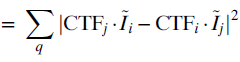 = ∑_q |CTF_j · Ĩ_i − CTF_i · Ĩ_j|²